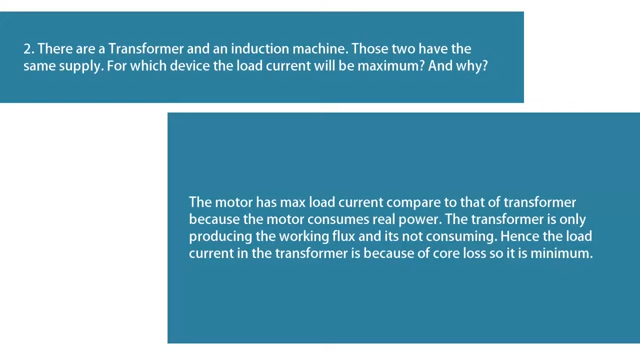 2. There are a Transformer and an induction machine. Those two have the
same supply. For which device the load current will be maximum? And why?
The motor has max load current compare to that of transformer
because the motor consumes real power. The transformer is only
producing the working flux and its not consuming. Hence the load
current in the transformer is because of core loss so it is minimum.